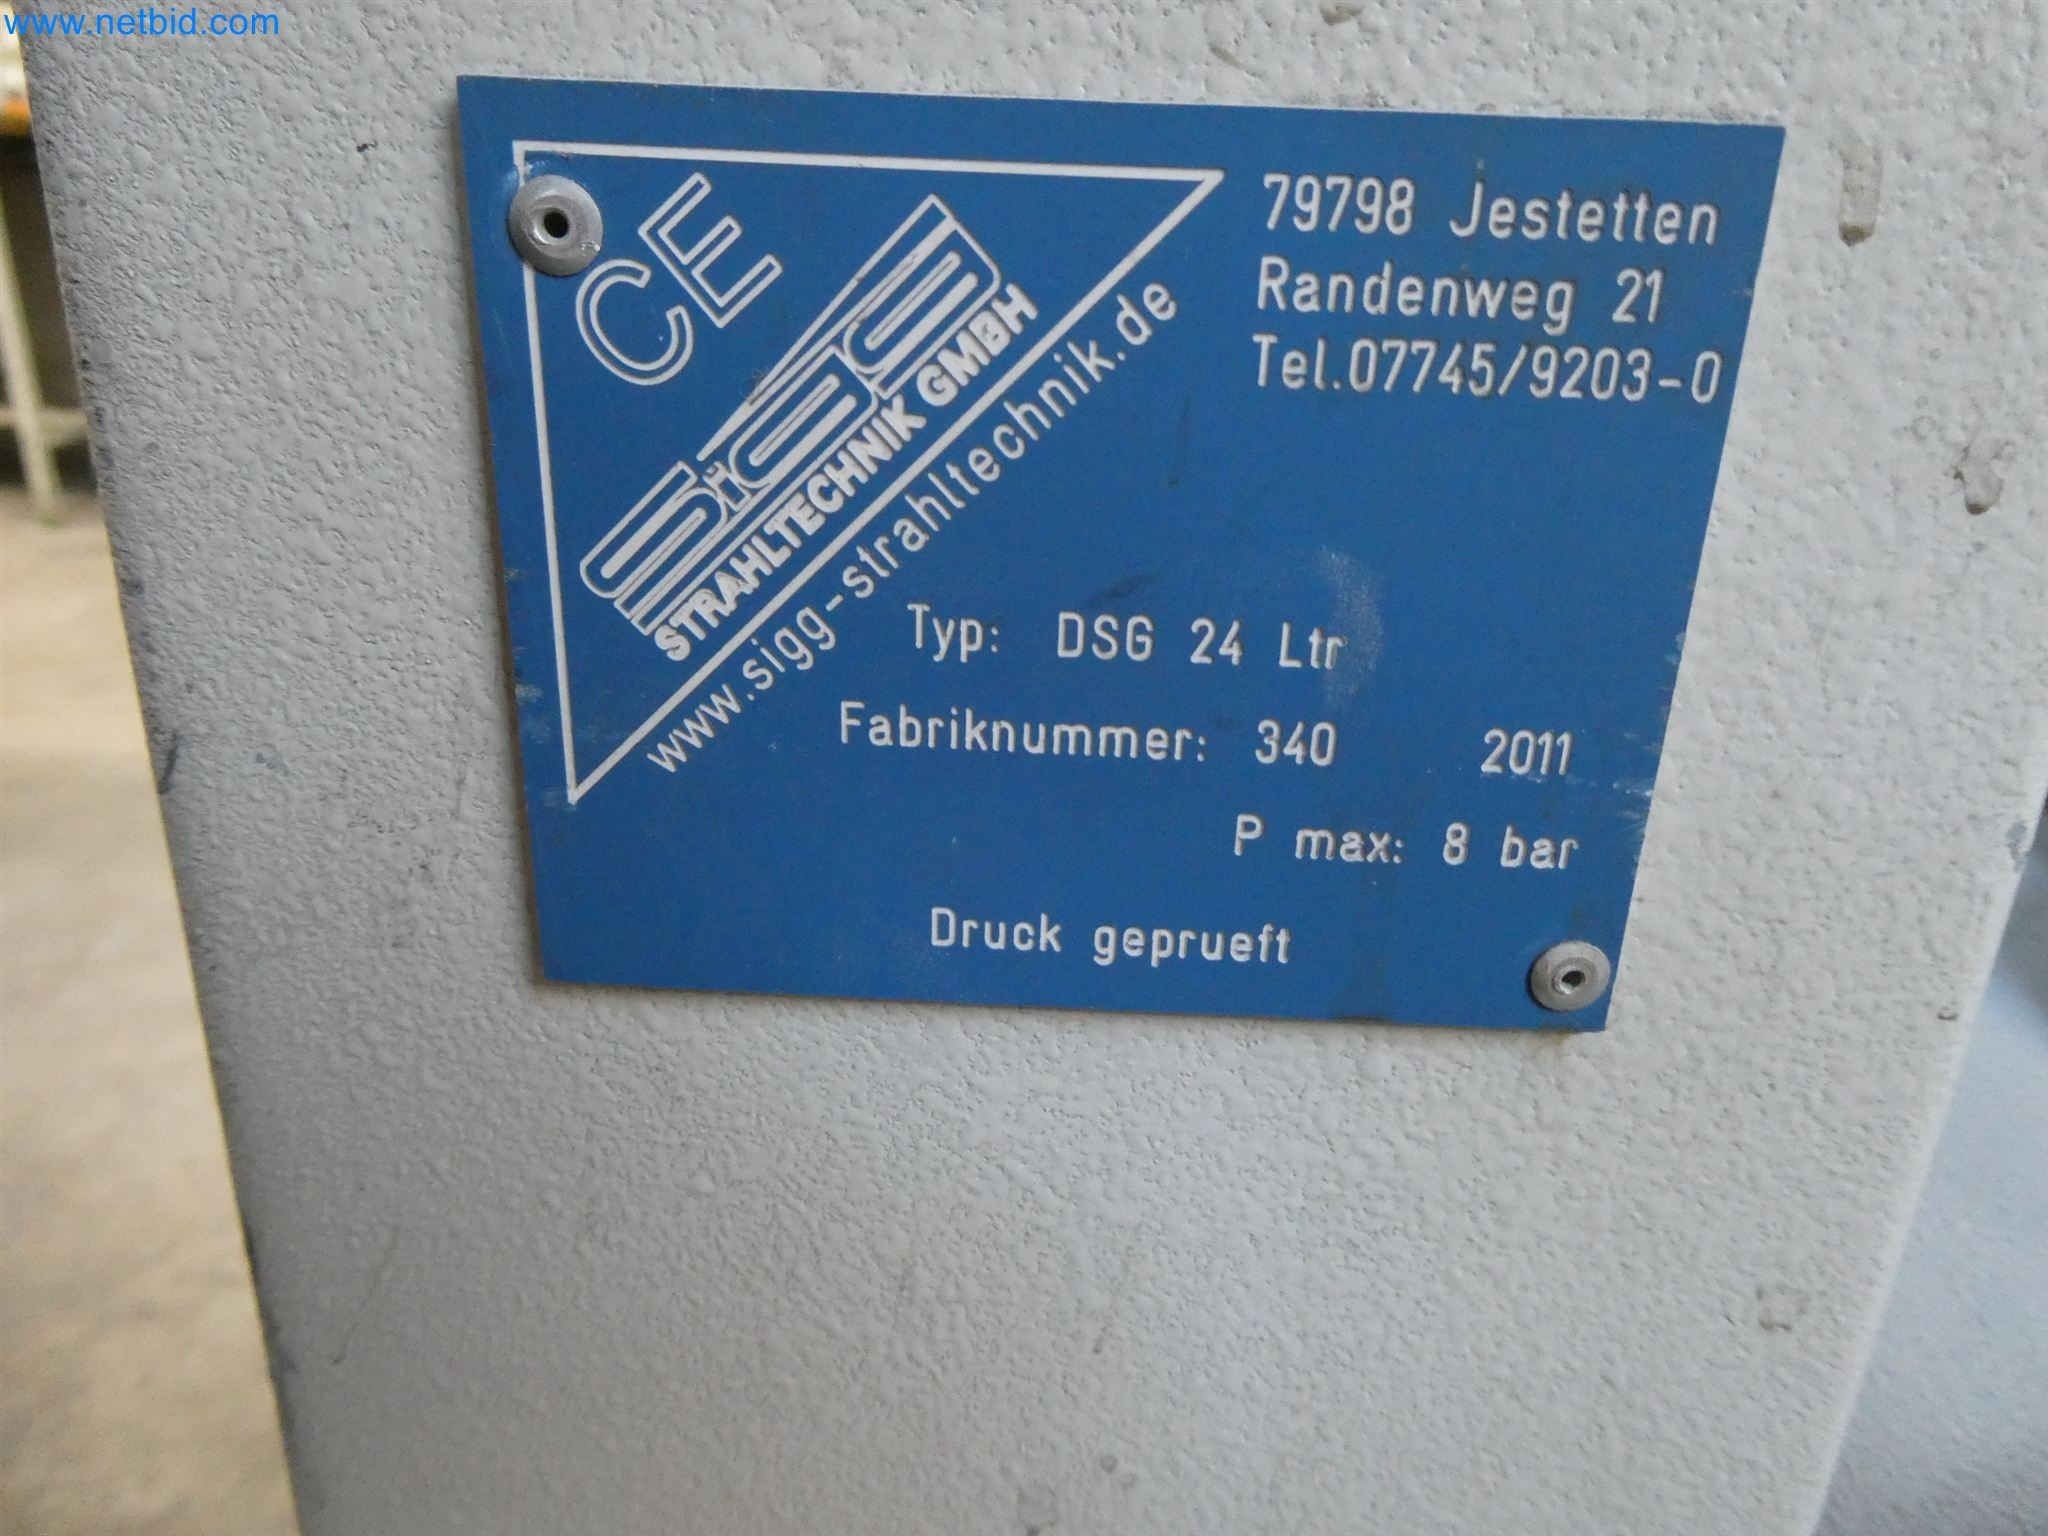 www.netbid.com
CE
SIGG
STRAHLTECHNIK GMBH
www.sigg-strahltechnik.de
79798 Jestetten
Randenweg 21
Tel.07745/9203-0
Typ: DSG 24 Ltr
Fabriknummer: 340 2011
P max: 8 bar
Druck geprueft